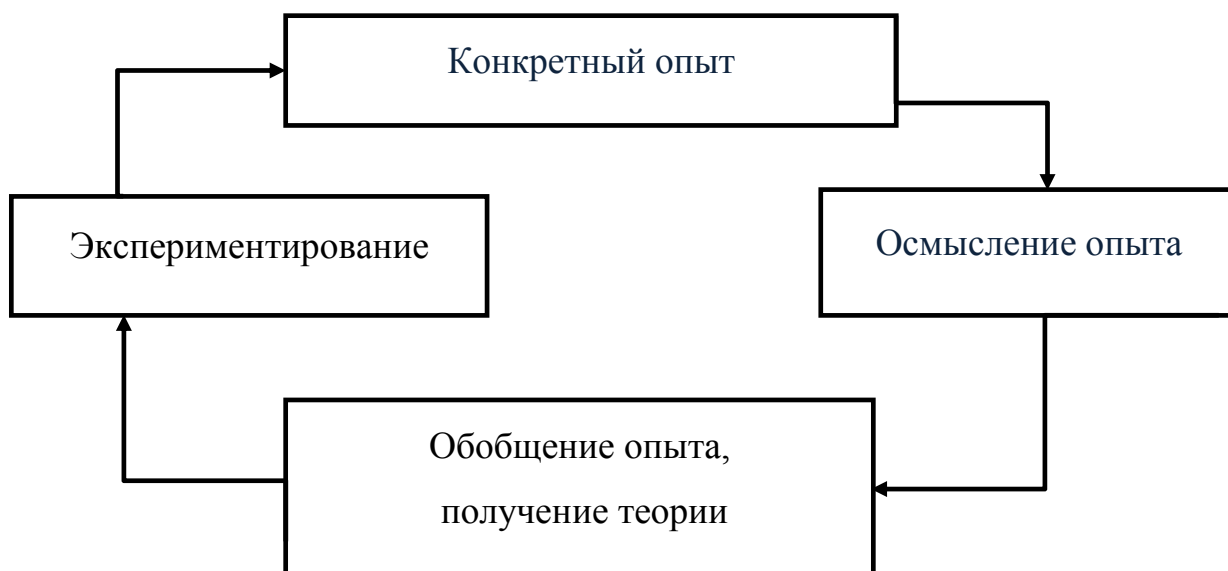 Конкретный опыт
Экспериментирование
Осмысление опыта
Обобщение опыта,
получение теории